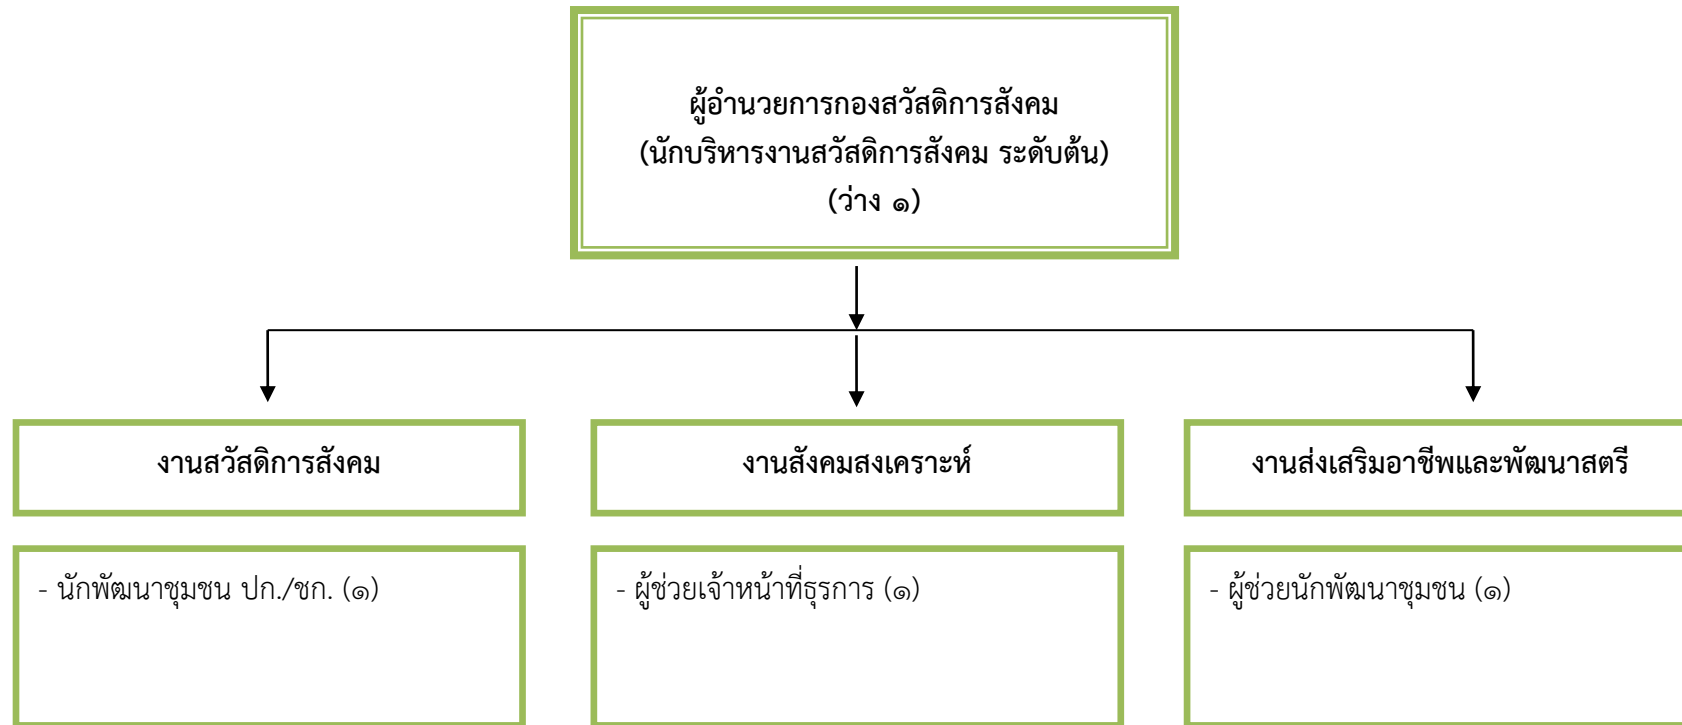 ผู้อำนวยการกองสวัสดิการสังคม
(นักบริหารงานสวัสดิการสังคม ระดับต้น)
(ว่าง ๑)
งานสวัสดิการสังคม
งานสังคมสงเคราะห์
งานส่งเสริมอาชีพและพัฒนาสตรี
- นักพัฒนาชุมชน ปก./ชก. (๑)
- ผู้ช่วยเจ้าหน้าที่ธุรการ (๑)
- ผู้ช่วยนักพัฒนาชุมชน (๑)